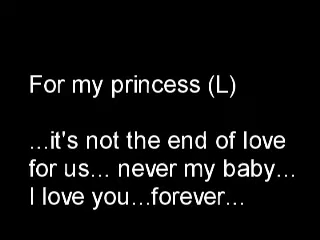 For my princess (L)
...it's not the end of love
for us... never my baby...
I love you...forever...